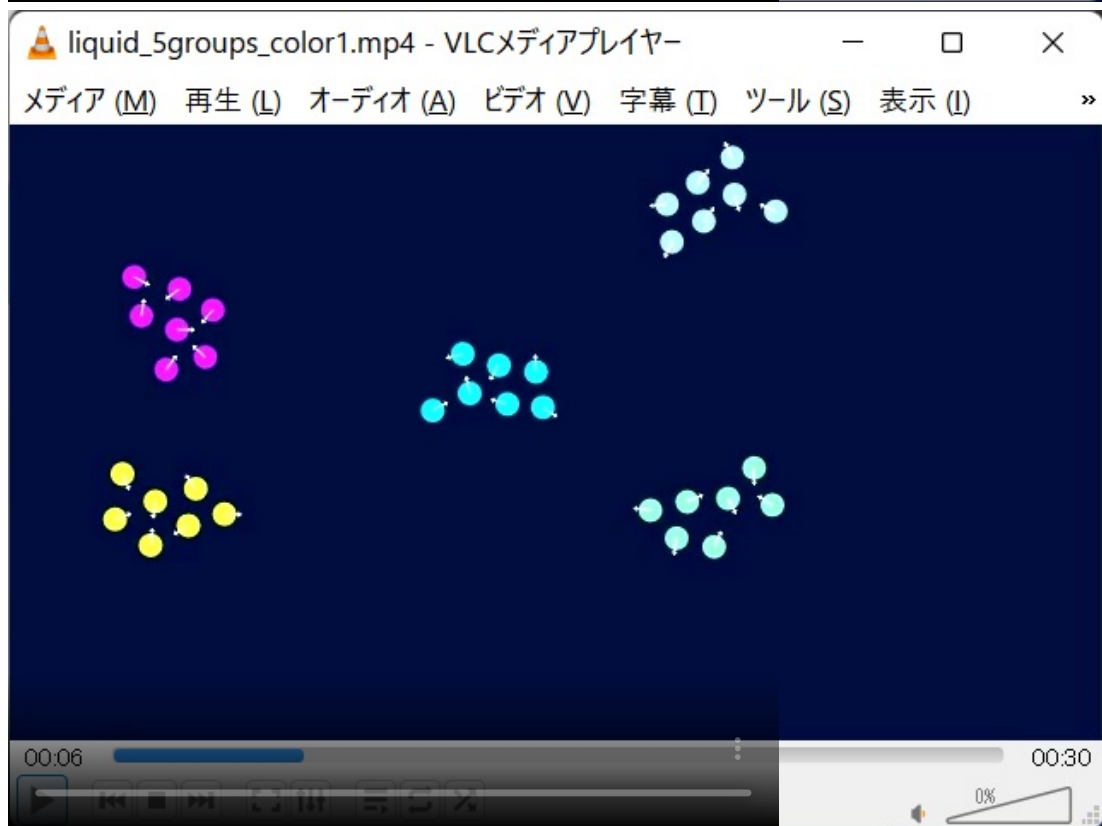 liquid_5groups_color1.mp4 - VLCメディアプレイヤー
メディア (M) 再生 (L) オーディオ (A) ビデオ (V) 字幕 (T) ツール (S) 表示 (I) »
00:06 00:30
0%